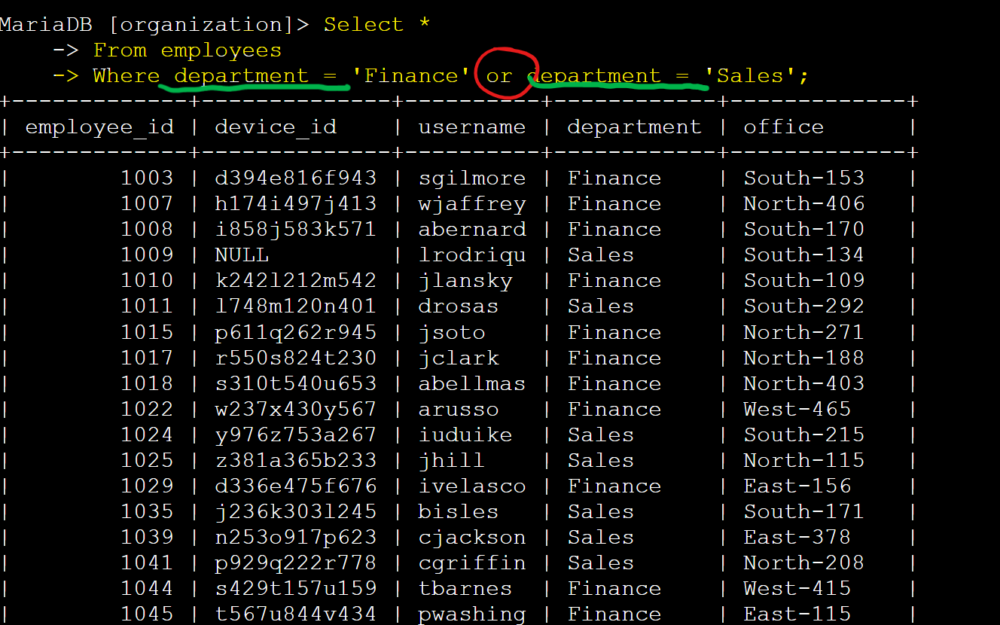 MariaDB [organization]> Select *
    -> From employees
    -> Where department = 'Finance' or department = 'Sales';
+-------------+--------------+----------+------------+-------------+
| employee_id | device_id    | username | department | office      |
+-------------+--------------+----------+------------+-------------+
|        1003 | d394e816f943 | sgilmore | Finance    | South-153   |
|        1007 | h174i497j413 | wjaffrey | Finance    | North-406   |
|        1008 | i858j583k571 | abernard | Finance    | South-170   |
|        1009 | NULL         | lrodriqu | Sales      | South-134   |
|        1010 | k242l212m542 | jlansky  | Finance    | South-109   |
|        1011 | l748m120n401 | drosas   | Sales      | South-292   |
|        1015 | p611q262r945 | jsoto    | Finance    | North-271   |
|        1017 | r550s824t230 | jclark   | Finance    | North-188   |
|        1018 | s310t540u653 | abellmas | Finance    | North-403   |
|        1022 | w237x430y567 | arusso   | Finance    | West-465    |
|        1024 | y976z753a267 | iuduike  | Sales      | South-215   |
|        1025 | z381a365b233 | jhill    | Sales      | North-115   |
|        1029 | d336e475f676 | ivelasco | Finance    | East-156    |
|        1035 | j236k303l245 | bisles   | Sales      | South-171   |
|        1039 | n253o917p623 | cjackson | Sales      | East-378    |
|        1041 | p929q222r778 | cgriffin | Sales      | North-208   |
|        1044 | s429t157u159 | tbarnes  | Finance    | West-415    |
|        1045 | t567u844v434 | pwashing | Finance    | East-115    |